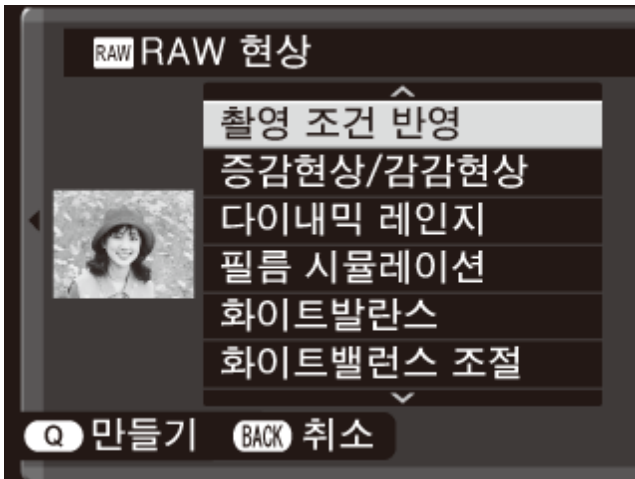 RAW RAW 현상
촬영 조건 반영
증감현상/감감현상
다이내믹 레인지
필름 시뮬레이션
화이트발란스
화이트밸런스 조절
Q 만들기 BACK 취소